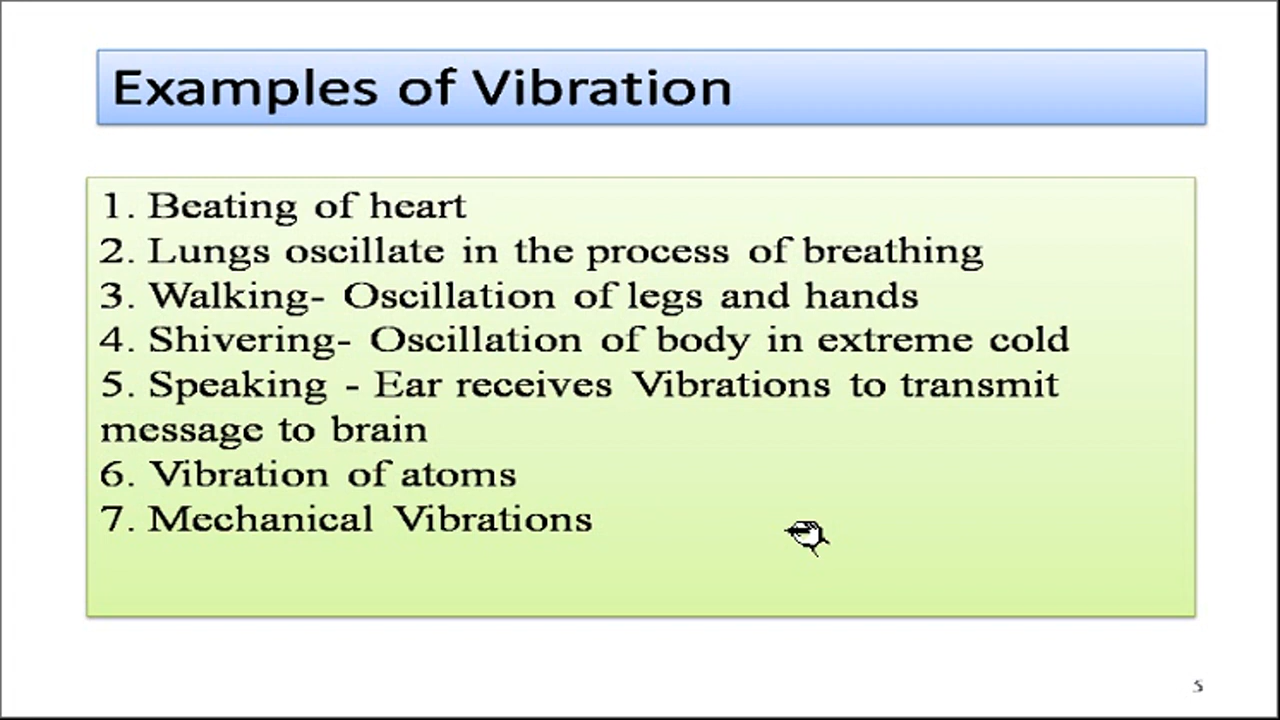 Examples of Vibration
1. Beating of heart
2. Lungs oscillate in the process of breathing
3. Walking- Oscillation of legs and hands
4. Shivering- Oscillation of body in extreme cold
5. Speaking - Ear receives Vibrations to transmit
message to brain
6. Vibration of atoms
7. Mechanical Vibrations
5